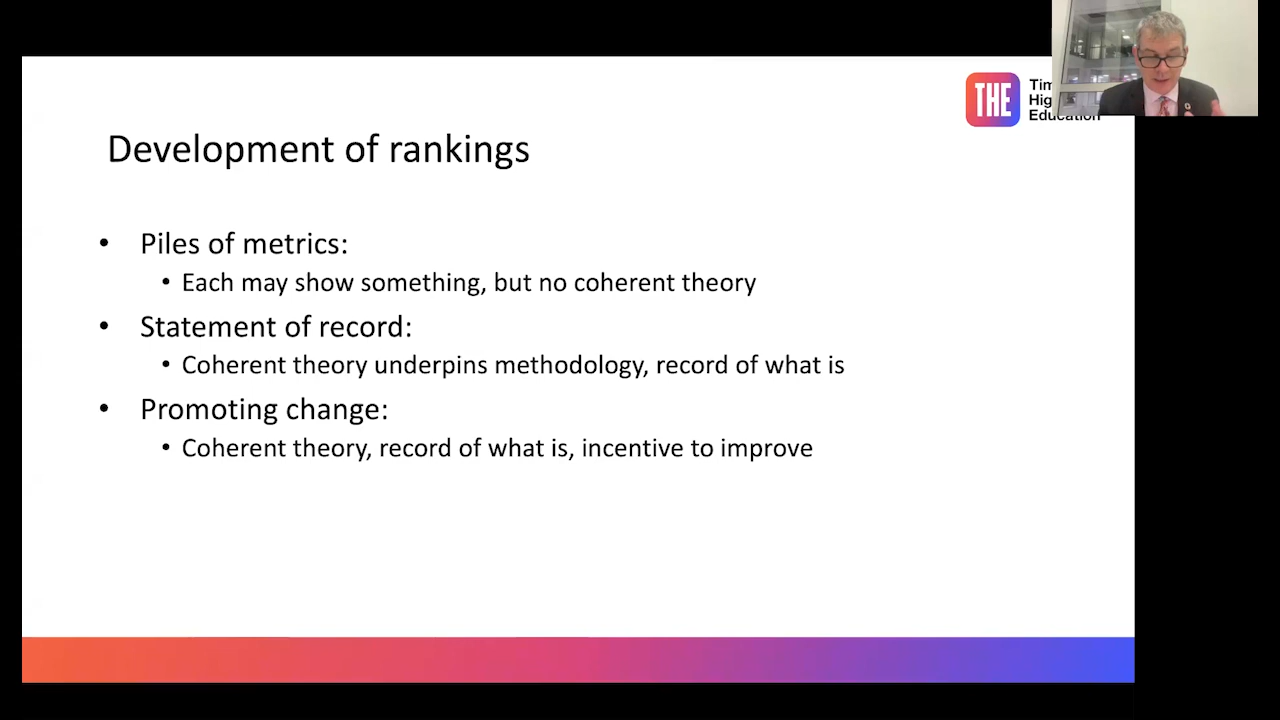 THE
Education
Development of rankings
• Piles of metrics:
• Each may show something, but no coherent theory
• Statement of record:
• Coherent theory underpins methodology, record of what is
• Promoting change:
• Coherent theory, record of what is, incentive to improve